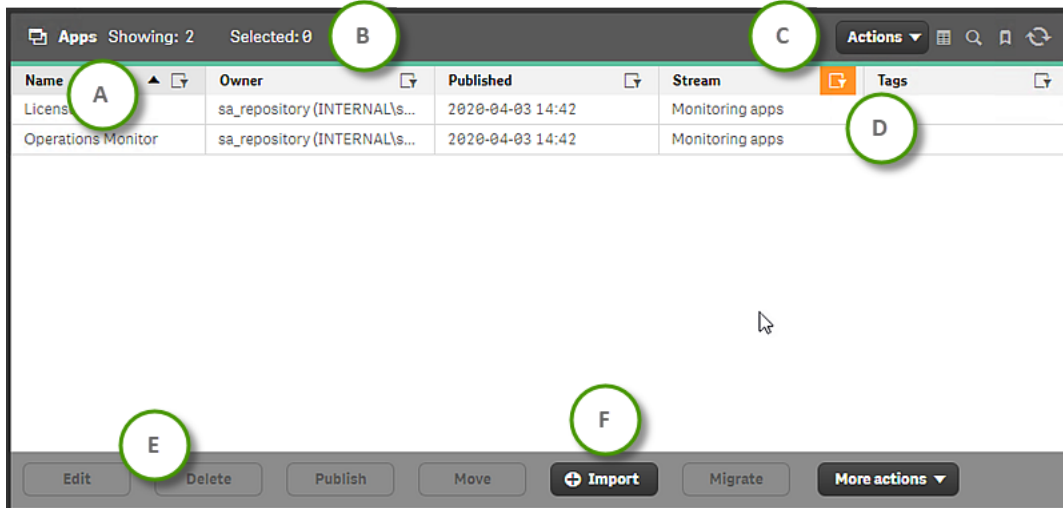 Apps Showing: 2 Selected: 0 B C Actions
Name Owner Published Stream Tags
A
License
sa_repository (INTERNAL\s... 2020-04-03 14:42 Monitoring apps
D
Operations Monitor sa_repository (INTERNAL\s... 2020-04-03 14:42 Monitoring apps
E F
Edit Delete Publish Move Import Migrate More actions